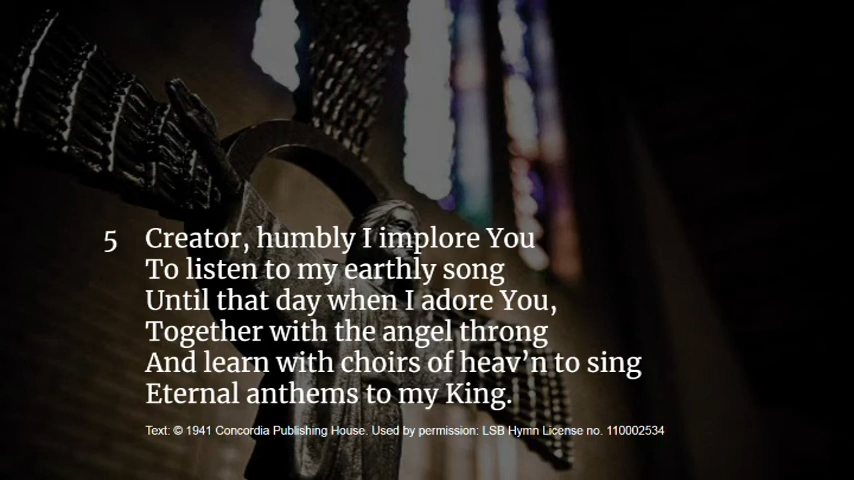 5 Creator, humbly I implore You
To listen to my earthly song
Until that day when I adore You,
Together with the angel throng
And learn with choirs of heav’n to sing
Eternal anthems to my King.
Text: © 1941 Concordia Publishing House. Used by permission: LSB Hymn License no. 110002534